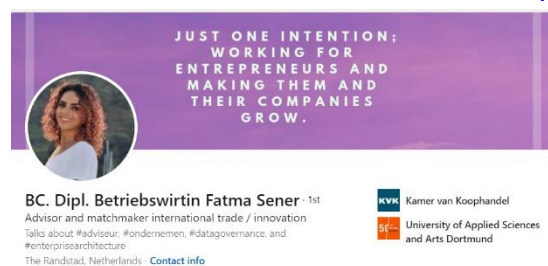 JUST ONE INTENTION;
WORKING FOR
ENTREPRENEURS AND
MAKING THEM AND
THEIR COMPANIES
GROW.
BC. Dipl. Betriebswirtin Fatma Sener · 1st
Advisor and matchmaker international trade / innovation
Talks about #adviseur, #ondernemen, #datagovernance, and
#enterprisearchitecture
The Randstad, Netherlands · Contact info
KVK Kamer van Koophandel
University of Applied Sciences
and Arts Dortmund